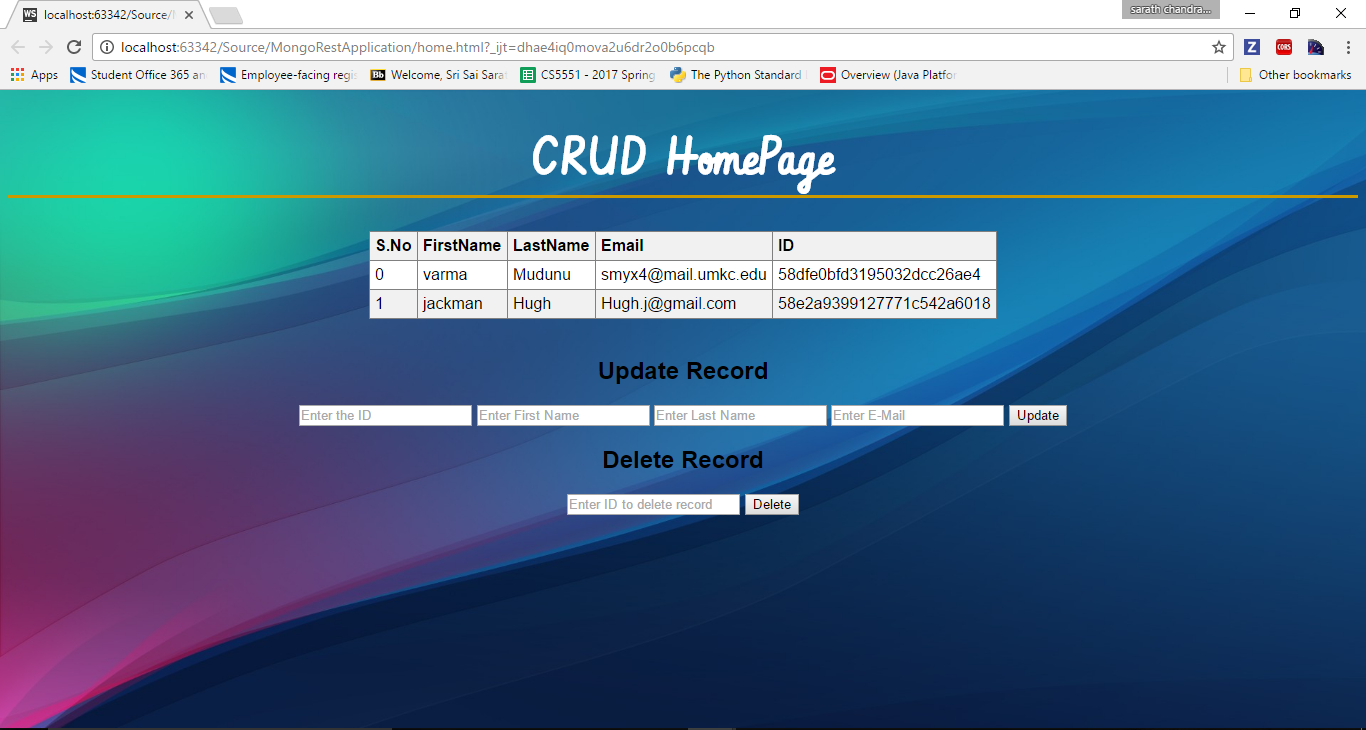 WS localhost:63342/Source/
sarath chandra...
localhost:63342/Source/MongoRestApplication/home.html?_ijt=dhae4iq0mova2u6dr2o0b6pcqb
Z CORS
Apps Student Office 365 an Employee-facing regis Bb Welcome, Sri Sai Sarat CS5551 - 2017 Spring The Python Standard Overview (Java Platfor Other bookmarks
CRUD HomePage
S.No FirstName LastName Email ID
0 varma Mudunu smyx4@mail.umkc.edu 58dfe0bfd3195032dcc26ae4
1 jackman Hugh Hugh.j@gmail.com 58e2a9399127771c542a6018
Update Record
Enter the ID Enter First Name Enter Last Name Enter E-Mail Update
Delete Record
Enter ID to delete record Delete